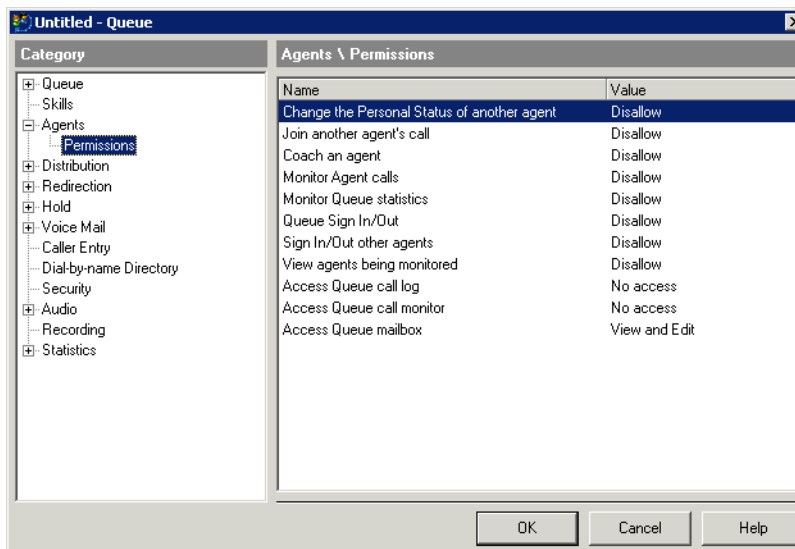 Untitled - Queue
Category
Agents \ Permissions
Queue
Skills
Agents
Permissions
Distribution
Redirection
Hold
Voice Mail
Caller Entry
Dial-by-name Directory
Security
Audio
Recording
Statistics
Name Value
Change the Personal Status of another agent Disallow
Join another agent's call Disallow
Coach an agent Disallow
Monitor Agent calls Disallow
Monitor Queue statistics Disallow
Queue Sign In/Out Disallow
Sign In/Out other agents Disallow
View agents being monitored Disallow
Access Queue call log No access
Access Queue call monitor No access
Access Queue mailbox View and Edit
OK Cancel Help